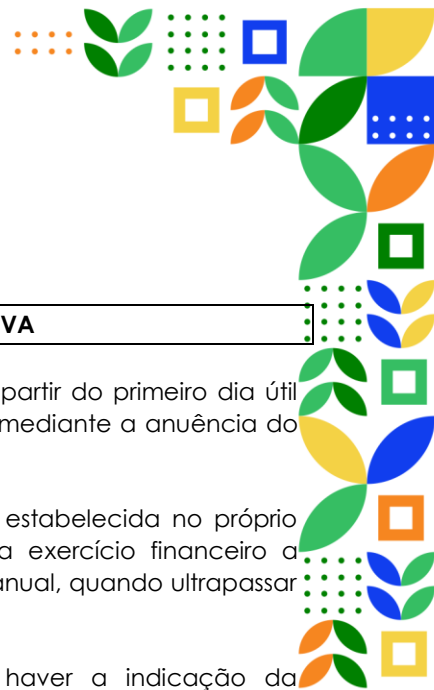 VA
partir do primeiro dia útil
mediante a anuência do
estabelecida no próprio
a exercício financeiro a
anual, quando ultrapassar
haver a indicação da